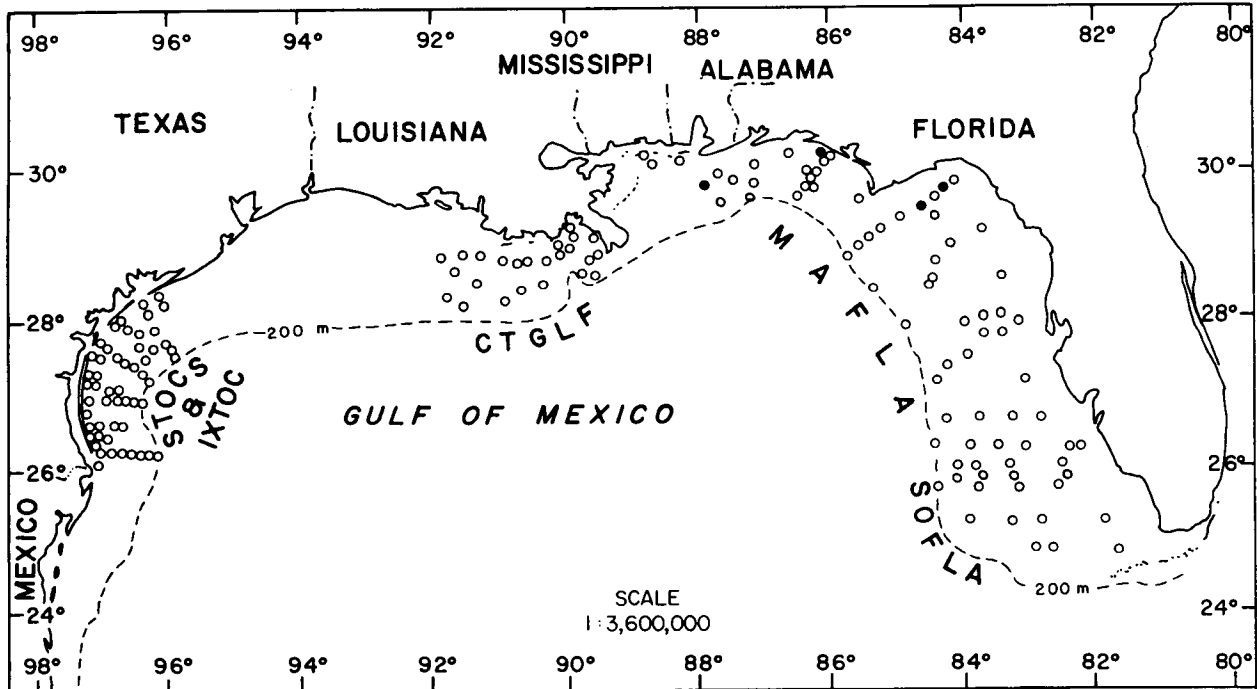 98° 96° 94° 92° 90° 88° 86° 84° 82° 80°
MISSISSIPPI ALABAMA
TEXAS LOUISIANA FLORIDA
30° 30°
MAFLA
28° 200 m CTGLF 28°
STOCS & IXTOC
GULF OF MEXICO
26° 26°
SOFLA
MEXICO
200 m
SCALE
1:3,600,000
24° 24°
98° 96° 94° 92° 90° 88° 86° 84° 82° 80°